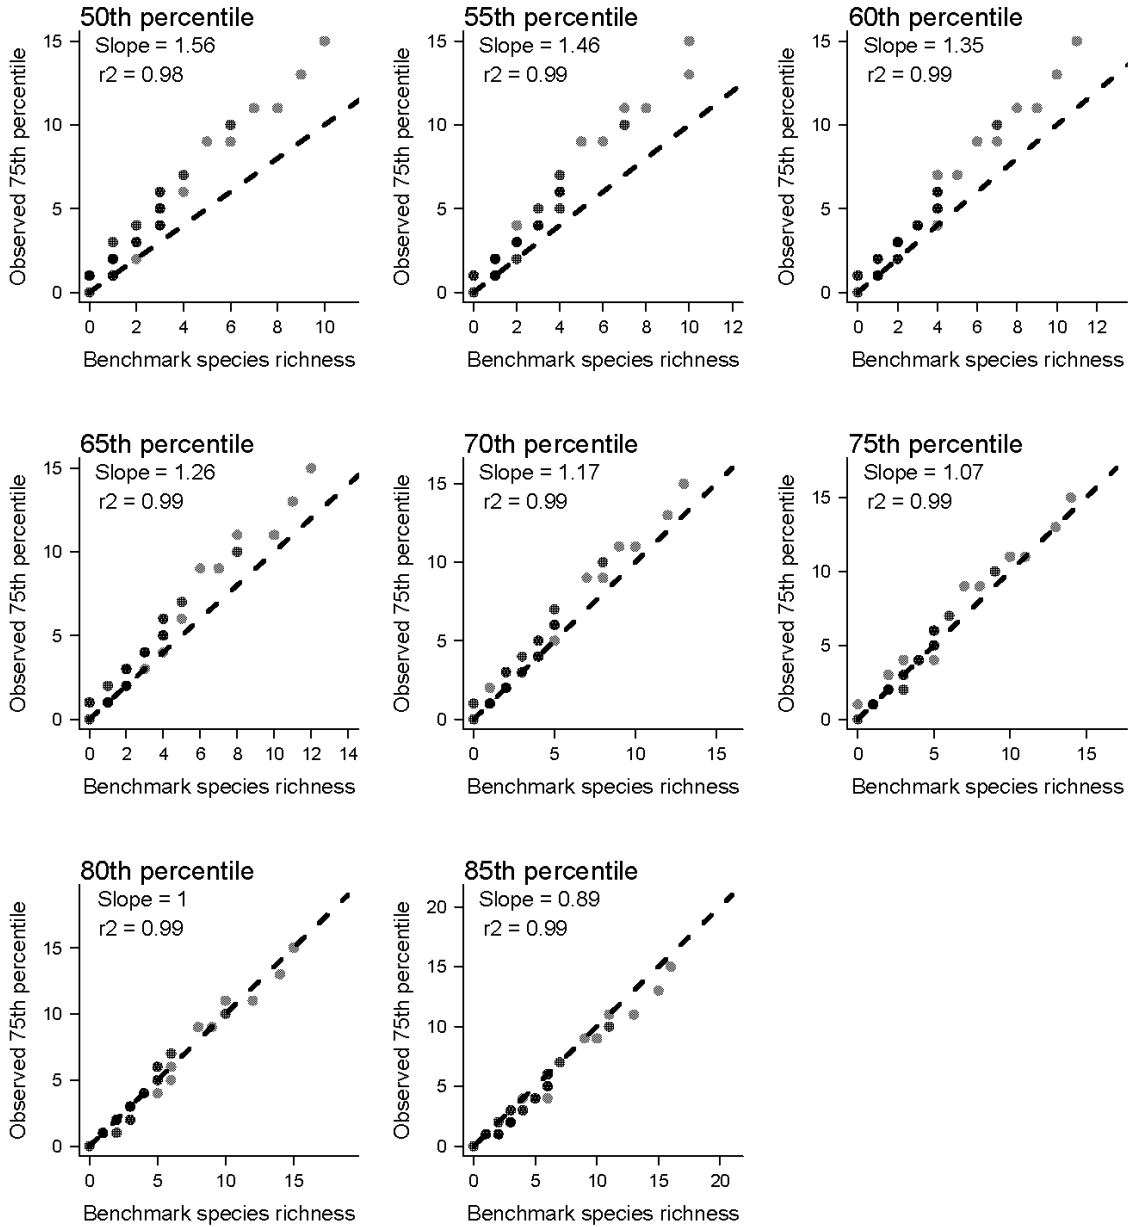 50th percentile
Slope = 1.56
r2 = 0.98
Observed 75th percentile
15
10
5
0
0 2 4 6 8 10
Benchmark species richness
55th percentile
Slope = 1.46
r2 = 0.99
Observed 75th percentile
15
10
5
0
0 2 4 6 8 10 12
Benchmark species richness
60th percentile
Slope = 1.35
r2 = 0.99
Observed 75th percentile
15
10
5
0
0 2 4 6 8 10 12
Benchmark species richness
65th percentile
Slope = 1.26
r2 = 0.99
Observed 75th percentile
15
10
5
0
0 2 4 6 8 10 12 14
Benchmark species richness
70th percentile
Slope = 1.17
r2 = 0.99
Observed 75th percentile
15
10
5
0
0 5 10 15
Benchmark species richness
75th percentile
Slope = 1.07
r2 = 0.99
Observed 75th percentile
15
10
5
0
0 5 10 15
Benchmark species richness
80th percentile
Slope = 1
r2 = 0.99
Observed 75th percentile
15
10
5
0
0 5 10 15
Benchmark species richness
85th percentile
Slope = 0.89
r2 = 0.99
Observed 75th percentile
20
15
10
5
0
0 5 10 15 20
Benchmark species richness